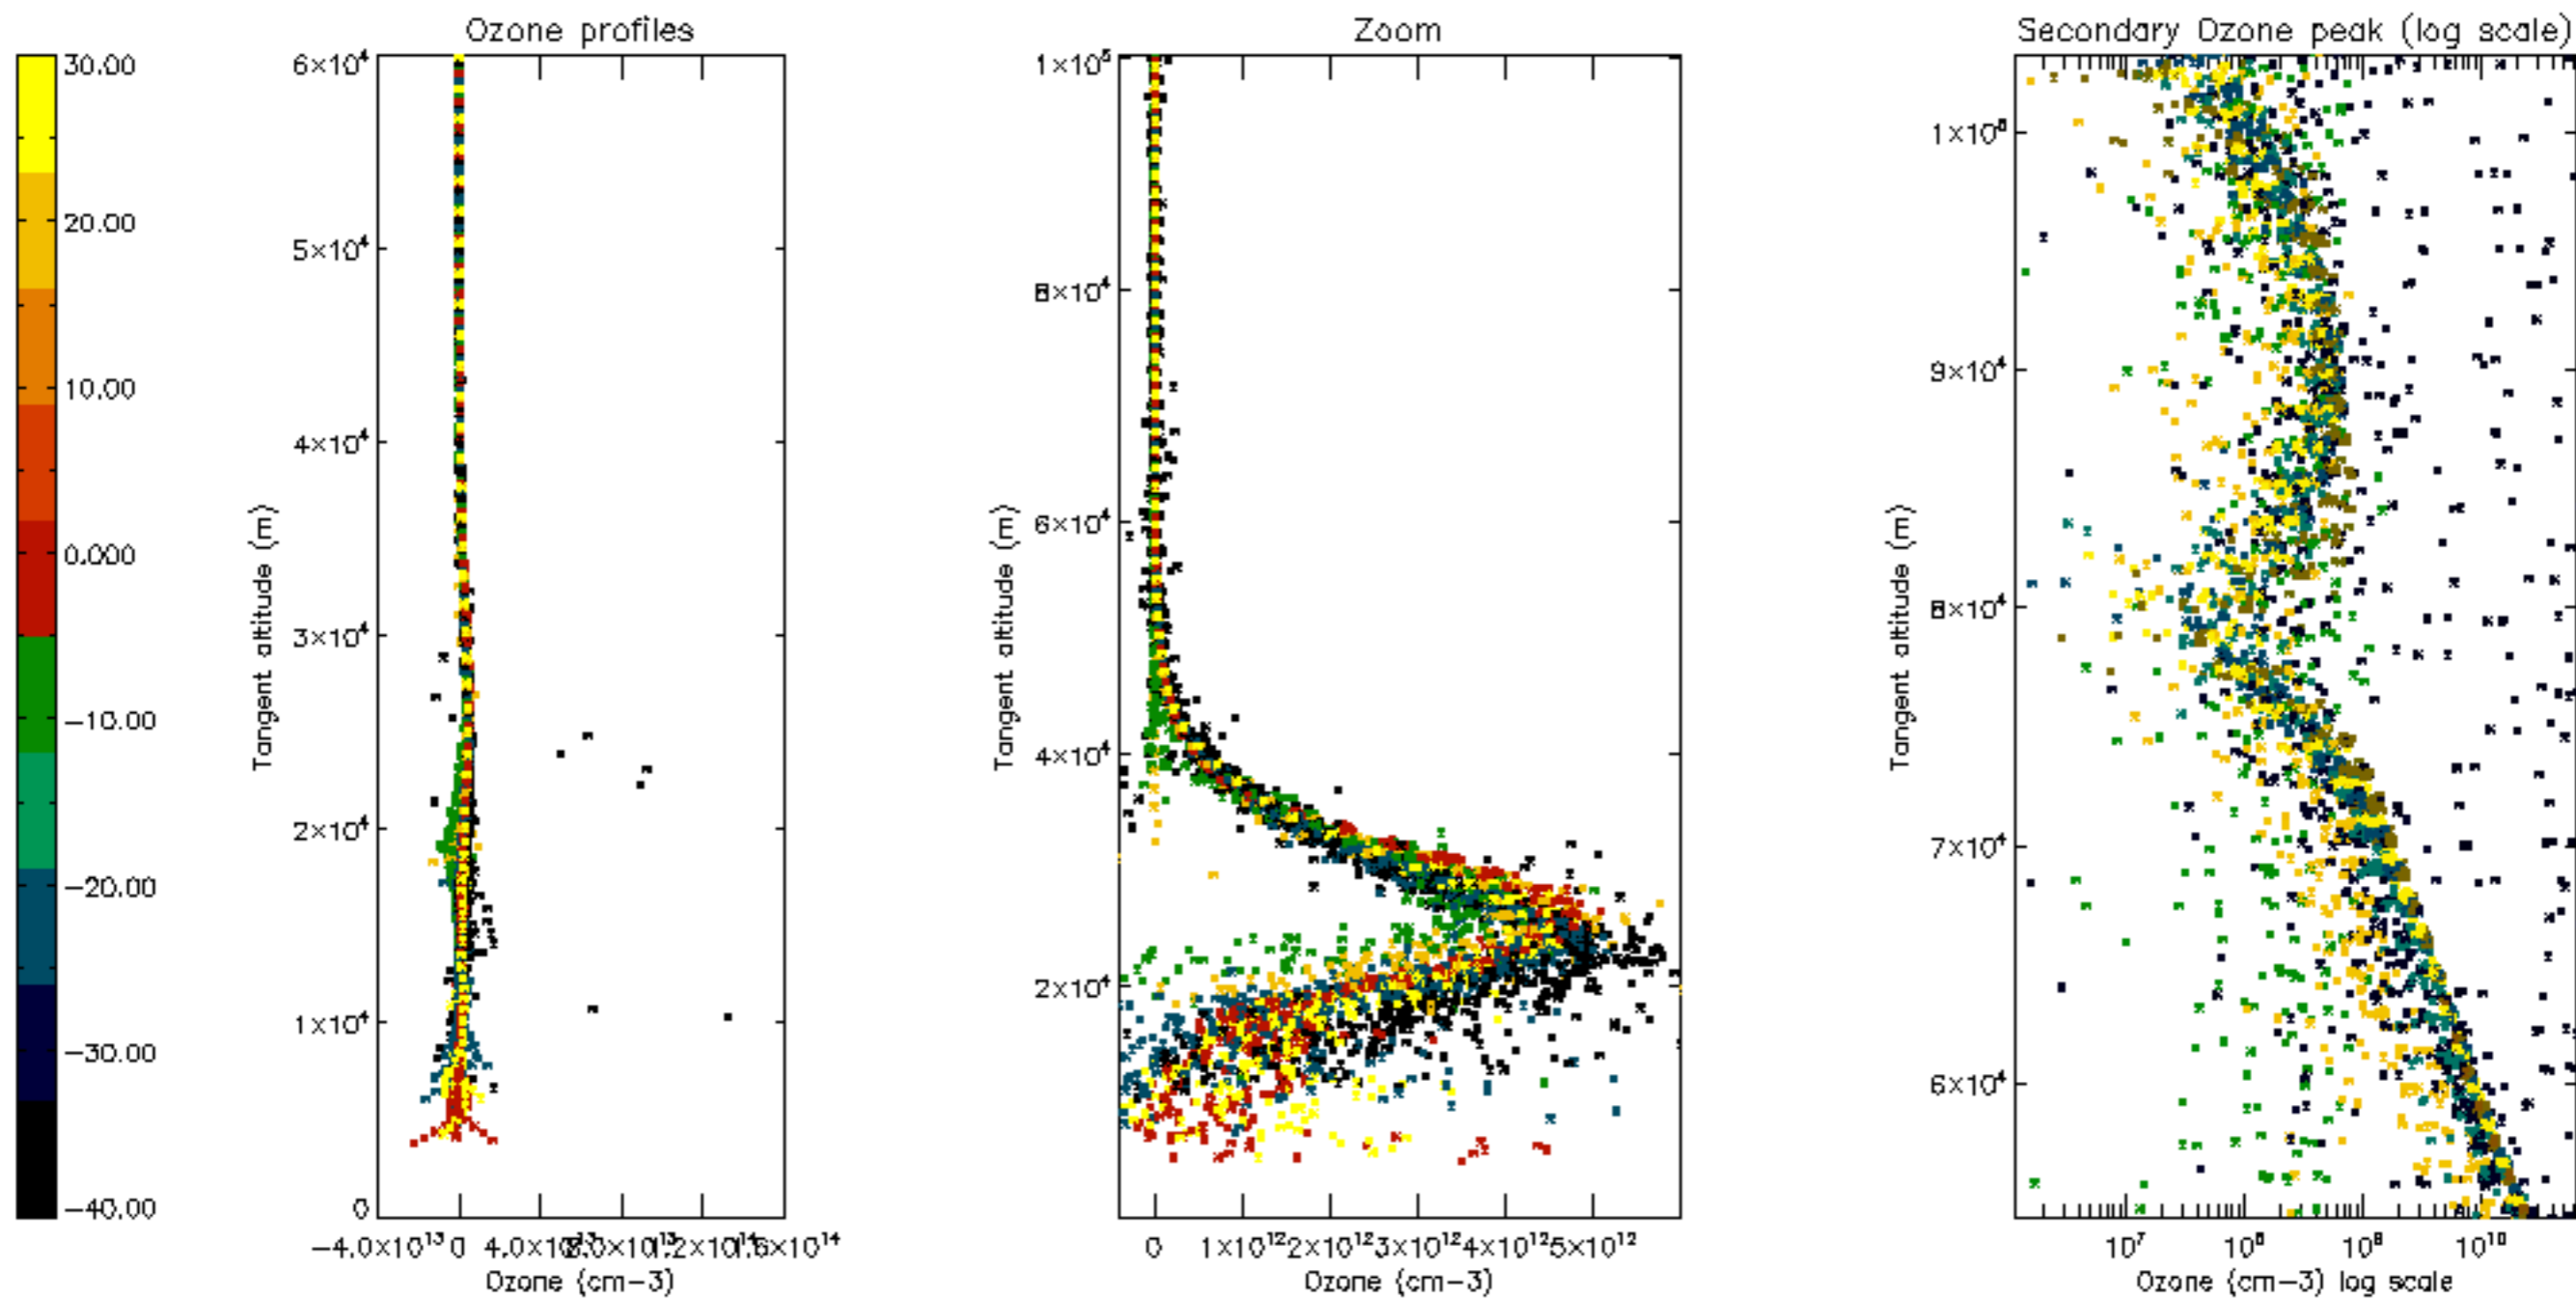 Ozone profiles
Zoom
Secondary Ozone peak (log scale)
30.00
20.00
10.00
0.000
−10.00
−20.00
−30.00
−40.00
Tangent altitude (m)
6×10⁴
5×10⁴
4×10⁴
3×10⁴
2×10⁴
1×10⁴
0
−4.0×10¹³ 0
Ozone (cm−3)
Tangent altitude (m)
1×10⁵
8×10⁴
6×10⁴
4×10⁴
2×10⁴
0 1×10¹² 2×10¹² 3×10¹² 4×10¹² 5×10¹²
Ozone (cm−3)
Tangent altitude (m)
9×10⁴
8×10⁴
7×10⁴
6×10⁴
10⁷ 10⁸ 10⁹ 10¹⁰
Ozone (cm−3) log scale